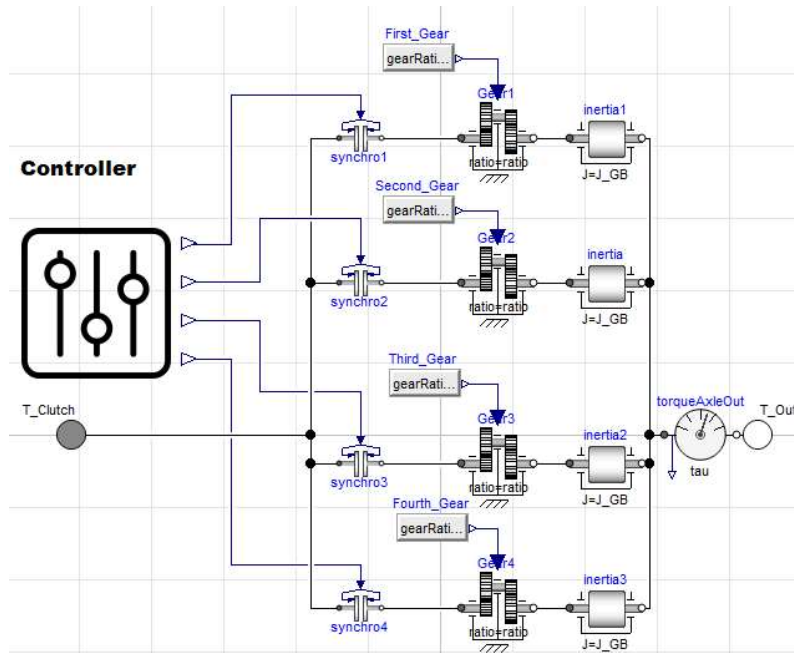 First_Gear
gearRati...
Gear1
inertia1
synchro1
ratio=ratio
J=J_GB
Controller
Second_Gear
gearRati...
Gear2
inertia
synchro2
ratio=ratio
J=J_GB
Third_Gear
gearRati...
T_Clutch
torqueAxleOut
T_Out
Gear3
inertia2
synchro3
ratio=ratio
tau
J=J_GB
Fourth_Gear
gearRati...
Gear4
inertia3
synchro4
ratio=ratio
J=J_GB